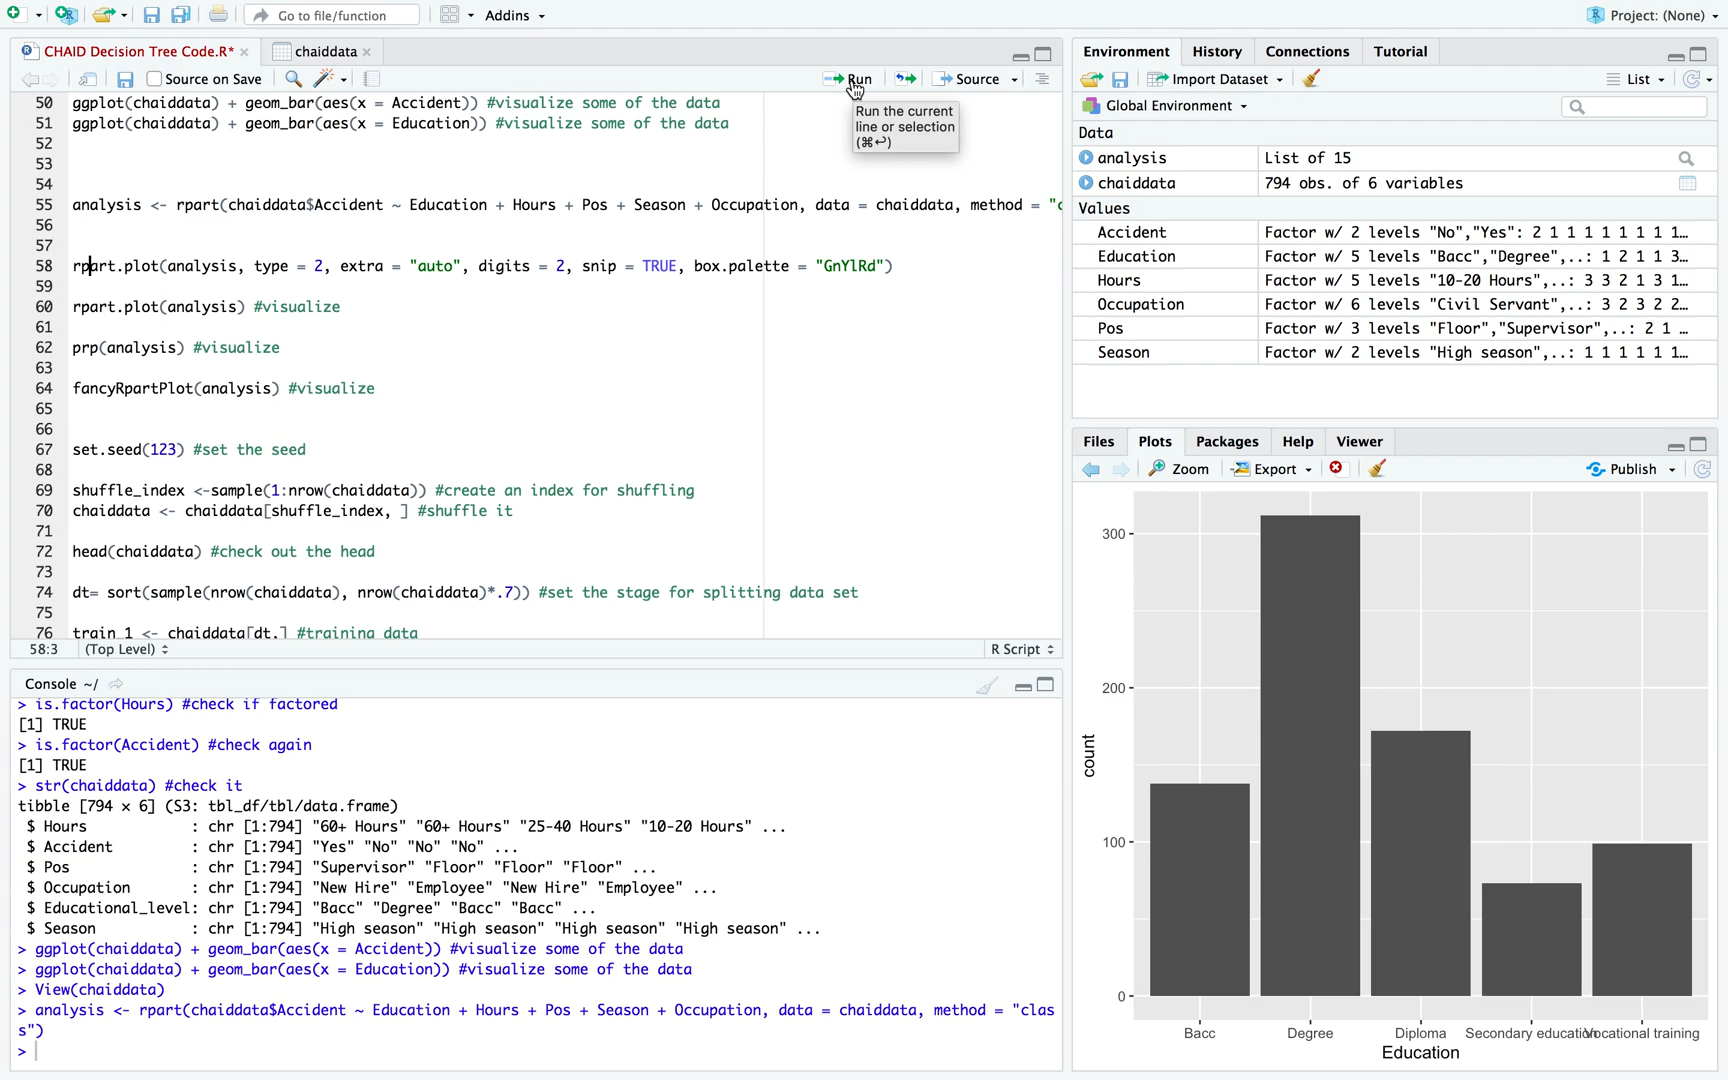 Go to file/function
Addins
Project: (None)
CHAID Decision Tree Code.R*
chaiddata
Source on Save
Run
Source
Run the current
line or selection
(⌘↩)
50 ggplot(chaiddata) + geom_bar(aes(x = Accident)) #visualize some of the data
51 ggplot(chaiddata) + geom_bar(aes(x = Education)) #visualize some of the data
52
53
54
55 analysis <- rpart(chaiddata$Accident ~ Education + Hours + Pos + Season + Occupation, data = chaiddata, method = "c
56
57
58 rpart.plot(analysis, type = 2, extra = "auto", digits = 2, snip = TRUE, box.palette = "GnYlRd")
59
60 rpart.plot(analysis) #visualize
61
62 prp(analysis) #visualize
63
64 fancyRpartPlot(analysis) #visualize
65
66
67 set.seed(123) #set the seed
68
69 shuffle_index <-sample(1:nrow(chaiddata)) #create an index for shuffling
70 chaiddata <- chaiddata[shuffle_index, ] #shuffle it
71
72 head(chaiddata) #check out the head
73
74 dt= sort(sample(nrow(chaiddata), nrow(chaiddata)*.7)) #set the stage for splitting data set
75
76 train_1 <- chaiddata[dt,] #training data
58:3 (Top Level) R Script
Console ~/
> is.factor(Hours) #check if factored
[1] TRUE
> is.factor(Accident) #check again
[1] TRUE
> str(chaiddata) #check it
tibble [794 × 6] (S3: tbl_df/tbl/data.frame)
$ Hours : chr [1:794] "60+ Hours" "60+ Hours" "25-40 Hours" "10-20 Hours" ...
$ Accident : chr [1:794] "Yes" "No" "No" "No" ...
$ Pos : chr [1:794] "Supervisor" "Floor" "Floor" "Floor" ...
$ Occupation : chr [1:794] "New Hire" "Employee" "New Hire" "Employee" ...
$ Educational_level: chr [1:794] "Bacc" "Degree" "Bacc" "Bacc" ...
$ Season : chr [1:794] "High season" "High season" "High season" "High season" ...
> ggplot(chaiddata) + geom_bar(aes(x = Accident)) #visualize some of the data
> ggplot(chaiddata) + geom_bar(aes(x = Education)) #visualize some of the data
> View(chaiddata)
> analysis <- rpart(chaiddata$Accident ~ Education + Hours + Pos + Season + Occupation, data = chaiddata, method = "clas
s")
>
Environment History Connections Tutorial
Import Dataset
List
Global Environment
Data
analysis List of 15
chaiddata 794 obs. of 6 variables
Values
Accident Factor w/ 2 levels "No","Yes": 2 1 1 1 1 1 1 1 1…
Education Factor w/ 5 levels "Bacc","Degree",..: 1 2 1 1 3…
Hours Factor w/ 5 levels "10-20 Hours",..: 3 3 2 1 3 1…
Occupation Factor w/ 6 levels "Civil Servant",..: 3 2 3 2 2…
Pos Factor w/ 3 levels "Floor","Supervisor",..: 2 1 …
Season Factor w/ 2 levels "High season",..: 1 1 1 1 1 1…
Files Plots Packages Help Viewer
Zoom Export Publish
300
200
100
0
count
Bacc Degree Diploma Secondary education Vocational training
Education